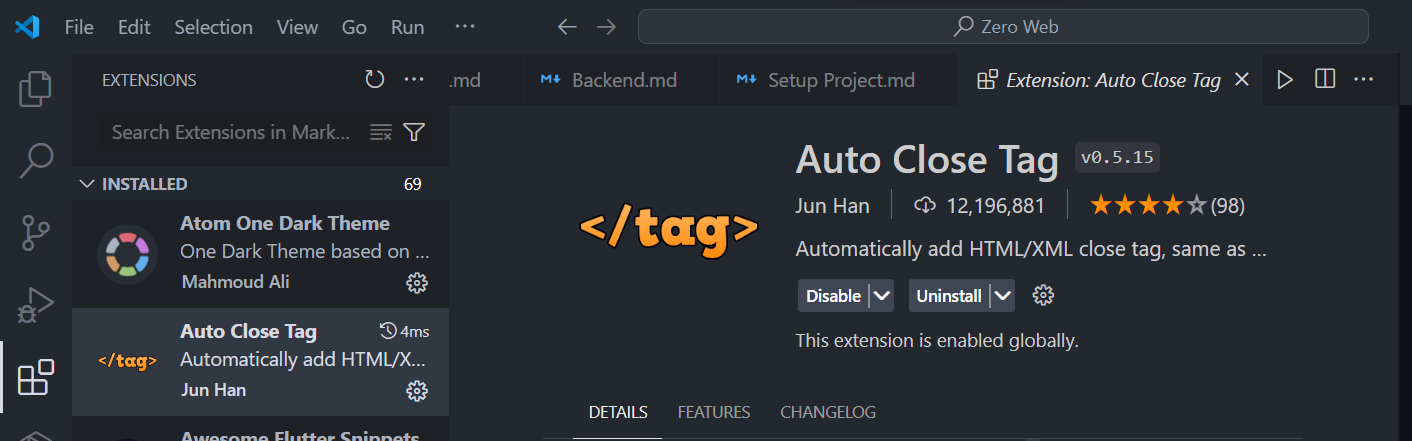 File Edit Selection View Go Run ···
Zero Web
EXTENSIONS
.md Backend.md Setup Project.md Extension: Auto Close Tag
Search Extensions in Mark...
INSTALLED 69
Atom One Dark Theme
One Dark Theme based on ...
Mahmoud Ali
</tag>
Auto Close Tag 4ms
Automatically add HTML/X...
Jun Han
Awesome Flutter Snippets
</tag>
Auto Close Tag v0.5.15
Jun Han 12,196,881 (98)
Automatically add HTML/XML close tag, same as ...
Disable Uninstall
This extension is enabled globally.
DETAILS FEATURES CHANGELOG